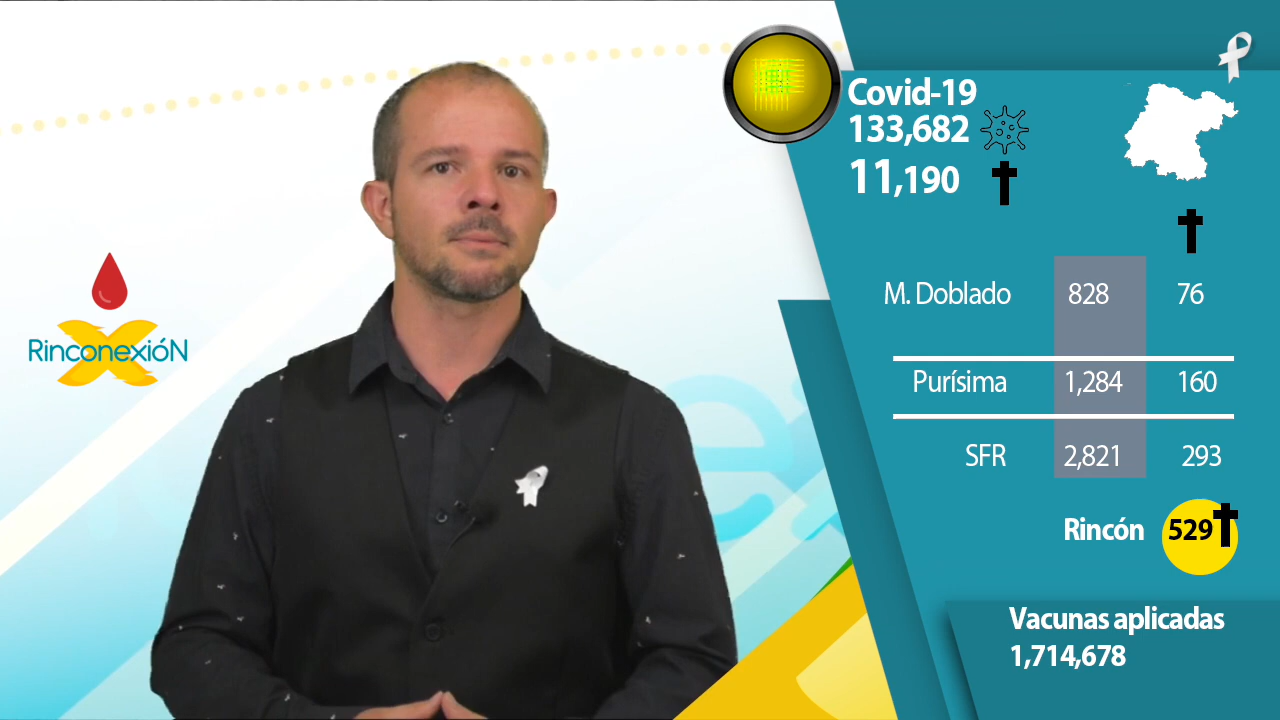 RinconexióN
Covid-19
133,682
11,190
M. Doblado 828 76
Purísima 1,284 160
SFR 2,821 293
Rincón 529
Vacunas aplicadas
1,714,678